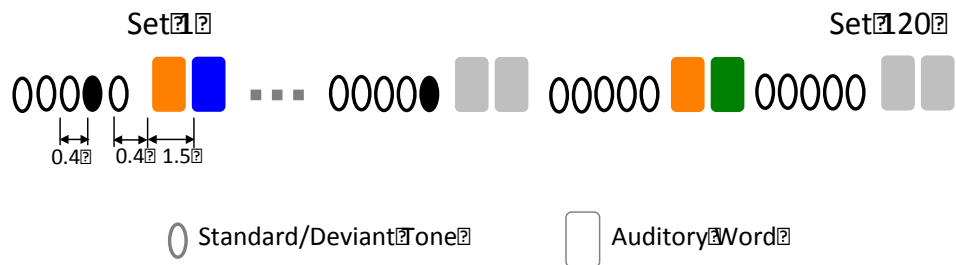 Set�1� Set�120�
0.4� 0.4� 1.5�
Standard/Deviant�Tone� Auditory�Word�